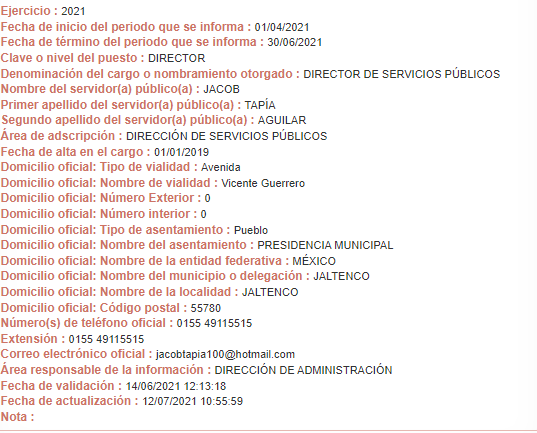 Ejercicio : 2021
Fecha de inicio del periodo que se informa : 01/04/2021
Fecha de término del periodo que se informa : 30/06/2021
Clave o nivel del puesto : DIRECTOR
Denominación del cargo o nombramiento otorgado : DIRECTOR DE SERVICIOS PÚBLICOS
Nombre del servidor(a) público(a) : JACOB
Primer apellido del servidor(a) público(a) : TAPÍA
Segundo apellido del servidor(a) público(a) : AGUILAR
Área de adscripción : DIRECCIÓN DE SERVICIOS PÚBLICOS
Fecha de alta en el cargo : 01/01/2019
Domicilio oficial: Tipo de vialidad : Avenida
Domicilio oficial: Nombre de vialidad : Vicente Guerrero
Domicilio oficial: Número Exterior : 0
Domicilio oficial: Número interior : 0
Domicilio oficial: Tipo de asentamiento : Pueblo
Domicilio oficial: Nombre del asentamiento : PRESIDENCIA MUNICIPAL
Domicilio oficial: Nombre de la entidad federativa : MÉXICO
Domicilio oficial: Nombre del municipio o delegación : JALTENCO
Domicilio oficial: Nombre de la localidad : JALTENCO
Domicilio oficial: Código postal : 55780
Número(s) de teléfono oficial : 0155 49115515
Extensión : 0155 49115515
Correo electrónico oficial : jacobtapia100@hotmail.com
Área responsable de la información : DIRECCIÓN DE ADMINISTRACIÓN
Fecha de validación : 14/06/2021 12:13:18
Fecha de actualización : 12/07/2021 10:55:59
Nota :